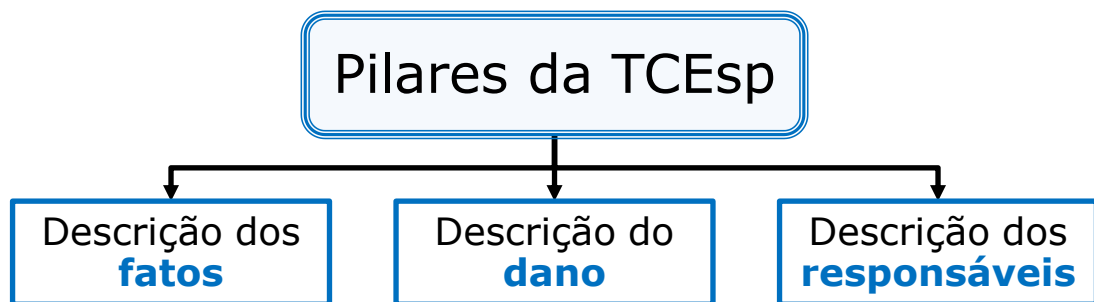 Pilares da TCEsp
Descrição dos
fatos
Descrição do
dano
Descrição dos
responsáveis